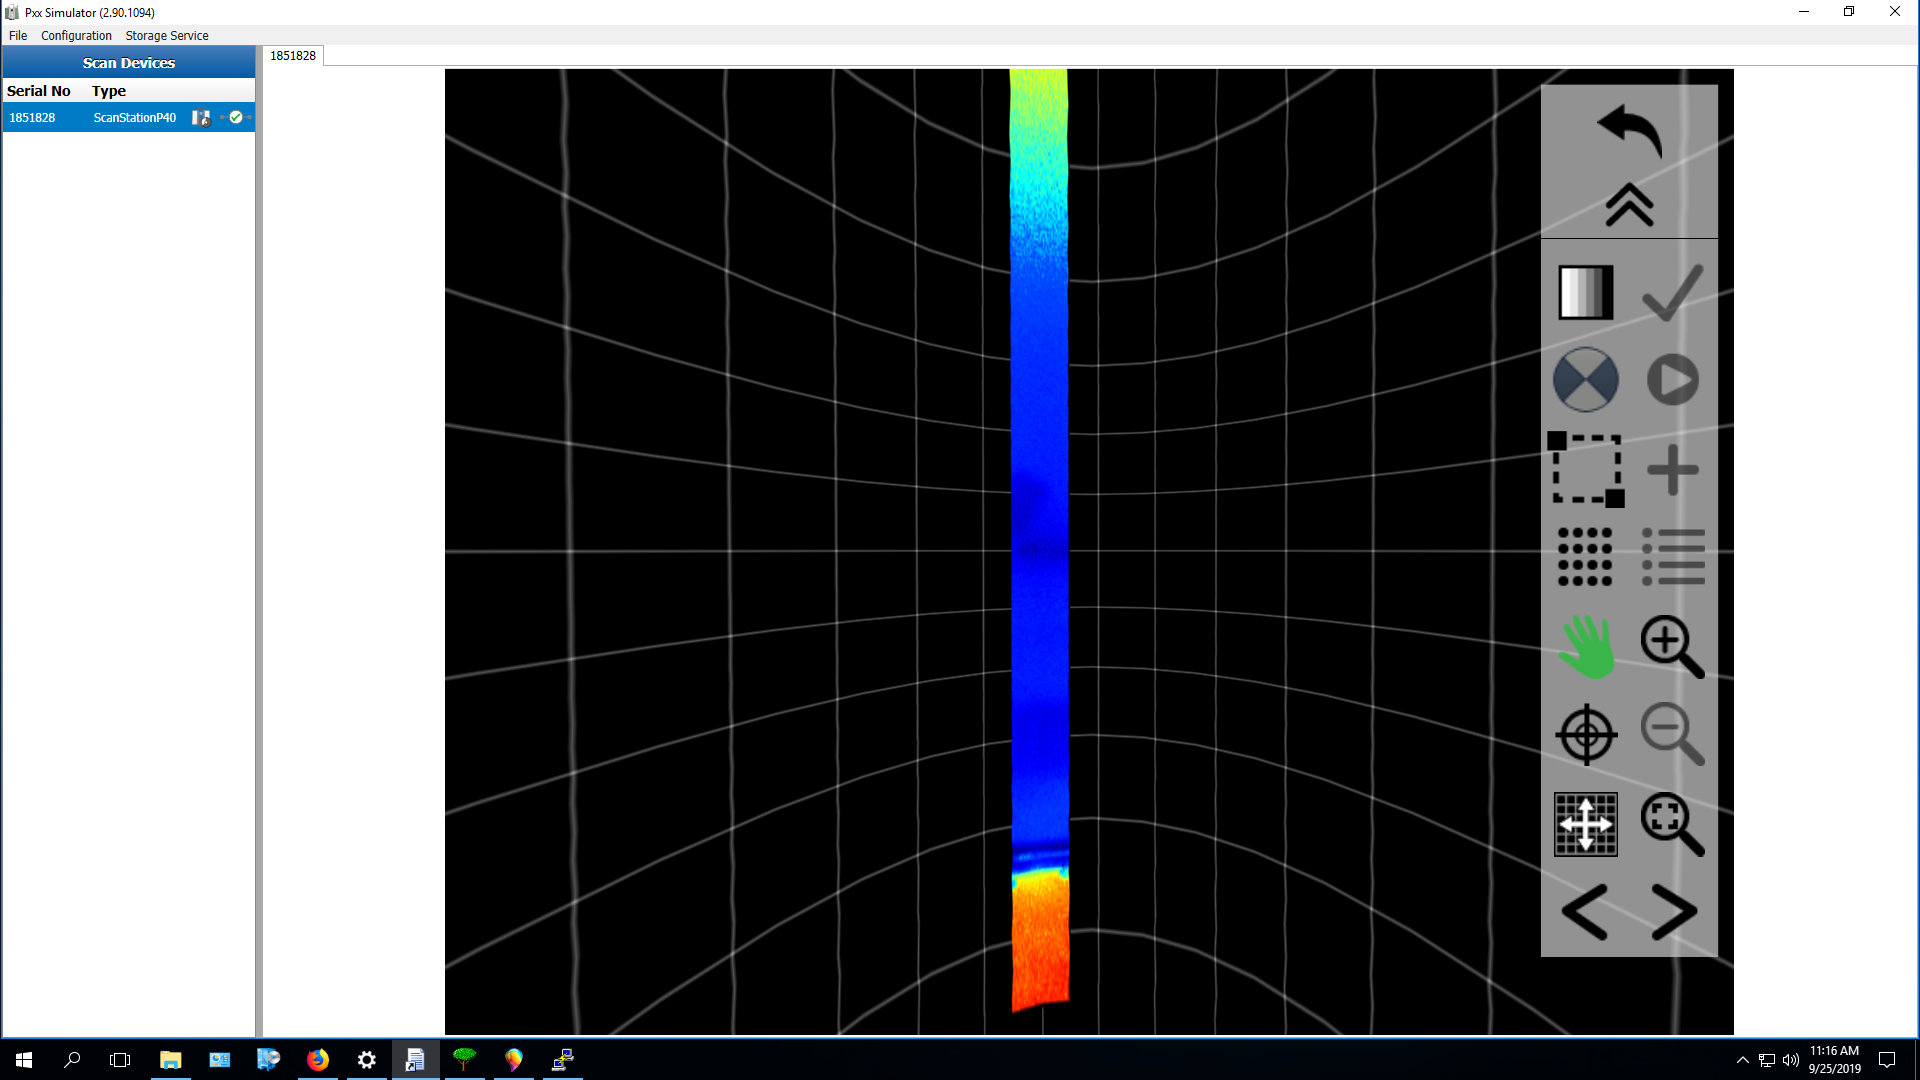 Pxx Simulator (2.90.1094)
File Configuration Storage Service
Scan Devices
1851828
Serial No Type
1851828 ScanStationP40
11:16 AM
9/25/2019